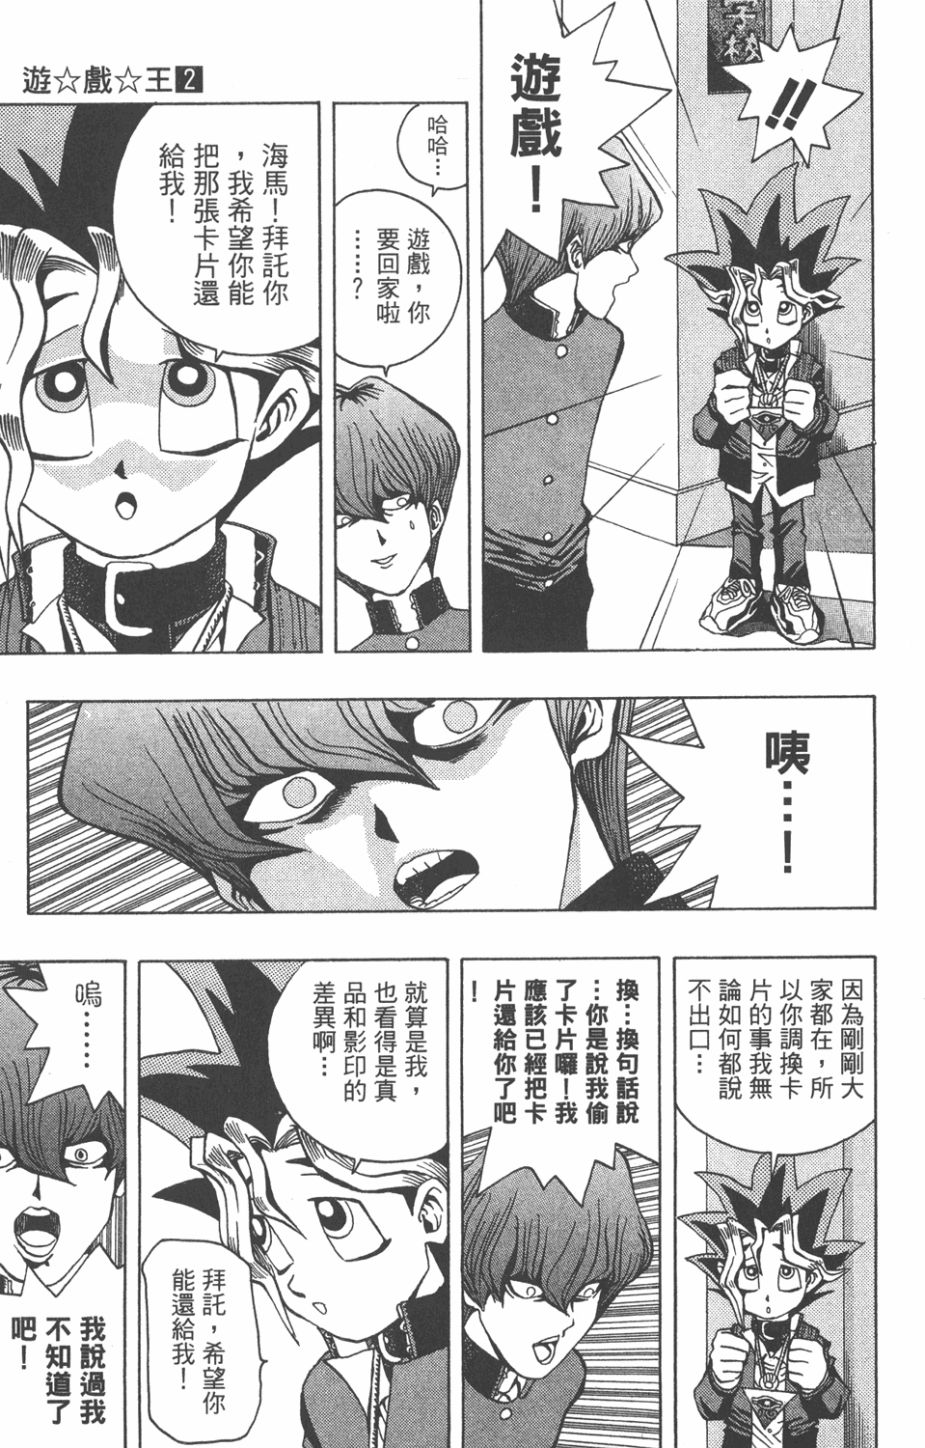 遊☆戲☆王2
子校
!!
遊戲!
哈哈…
遊戲，你
要回家啦
……?
海馬!拜託你
，我希望你能
把那張卡片還
給我!
咦…!
因為剛剛大
家都在，所
以你調換卡
片的事我無
論如何都說
不出口…
換…換句話說
…你是說我偷
了卡片囉!我
應該已經把卡
片還給你了吧
!
就算是我，
也看得是真
品和影印的
差異啊…
拜託，希望你
能還給我!
嗚……
我說過我
不知道了
吧!